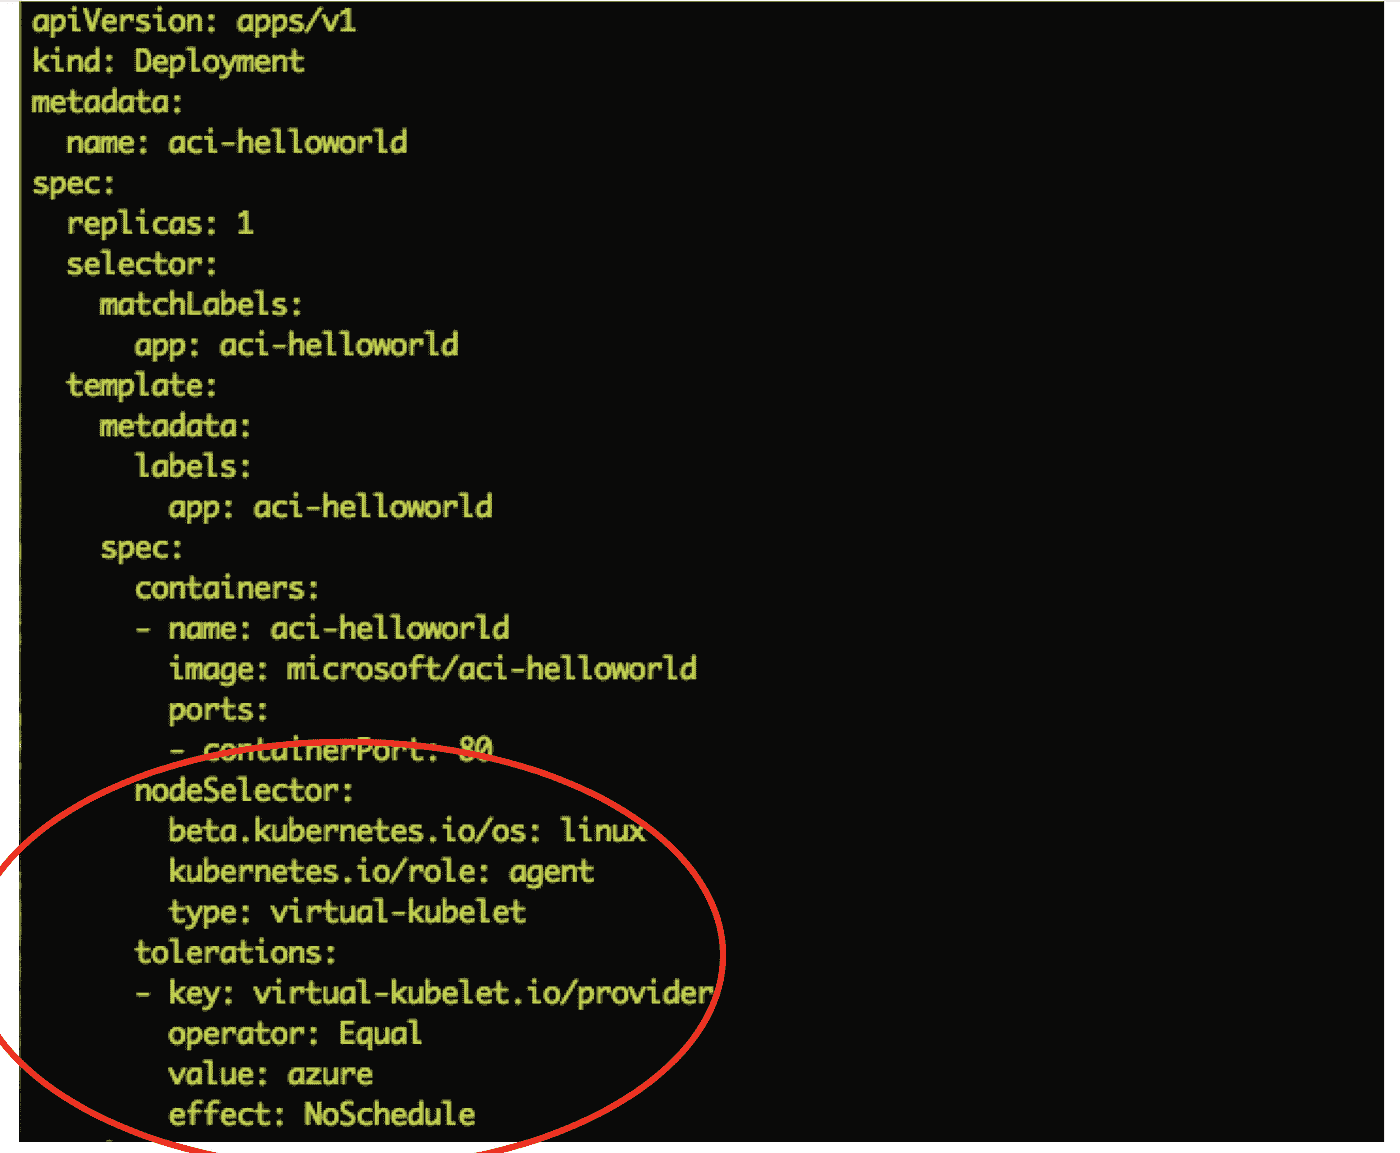 apiVersion: apps/v1
kind: Deployment
metadata:
  name: aci-helloworld
spec:
  replicas: 1
  selector:
    matchLabels:
      app: aci-helloworld
  template:
    metadata:
      labels:
        app: aci-helloworld
    spec:
      containers:
      - name: aci-helloworld
        image: microsoft/aci-helloworld
        ports:
        - containerPort: 80
      nodeSelector:
        beta.kubernetes.io/os: linux
        kubernetes.io/role: agent
        type: virtual-kubelet
      tolerations:
      - key: virtual-kubelet.io/provider
        operator: Equal
        value: azure
        effect: NoSchedule